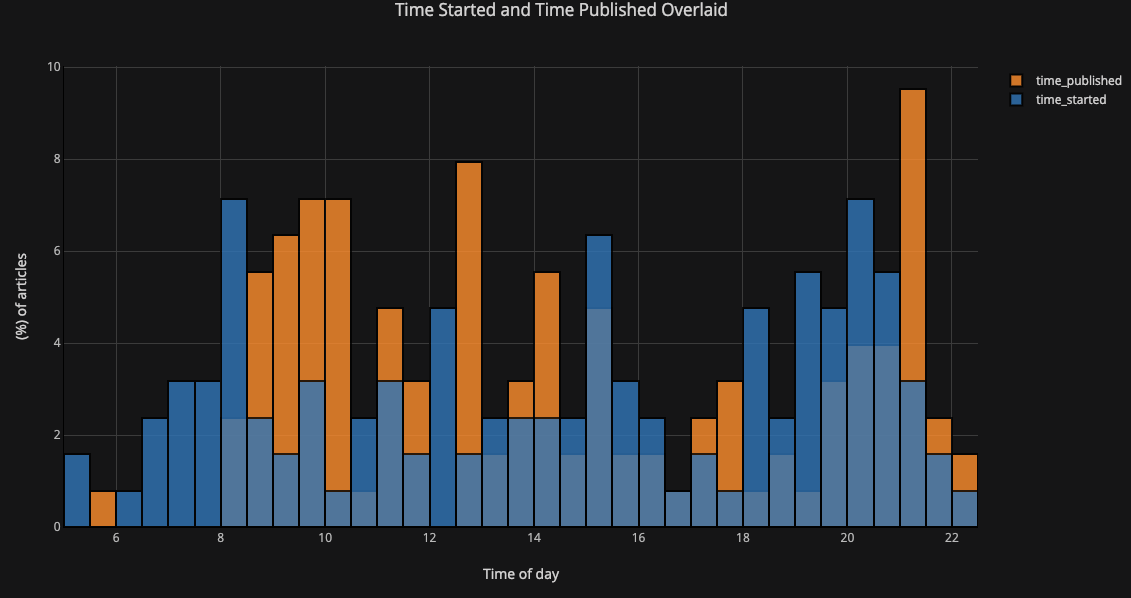 Time Started and Time Published Overlaid
10
8
6
4
2
0
(%) of articles
6 8 10 12 14 16 18 20 22
Time of day
time_published
time_started